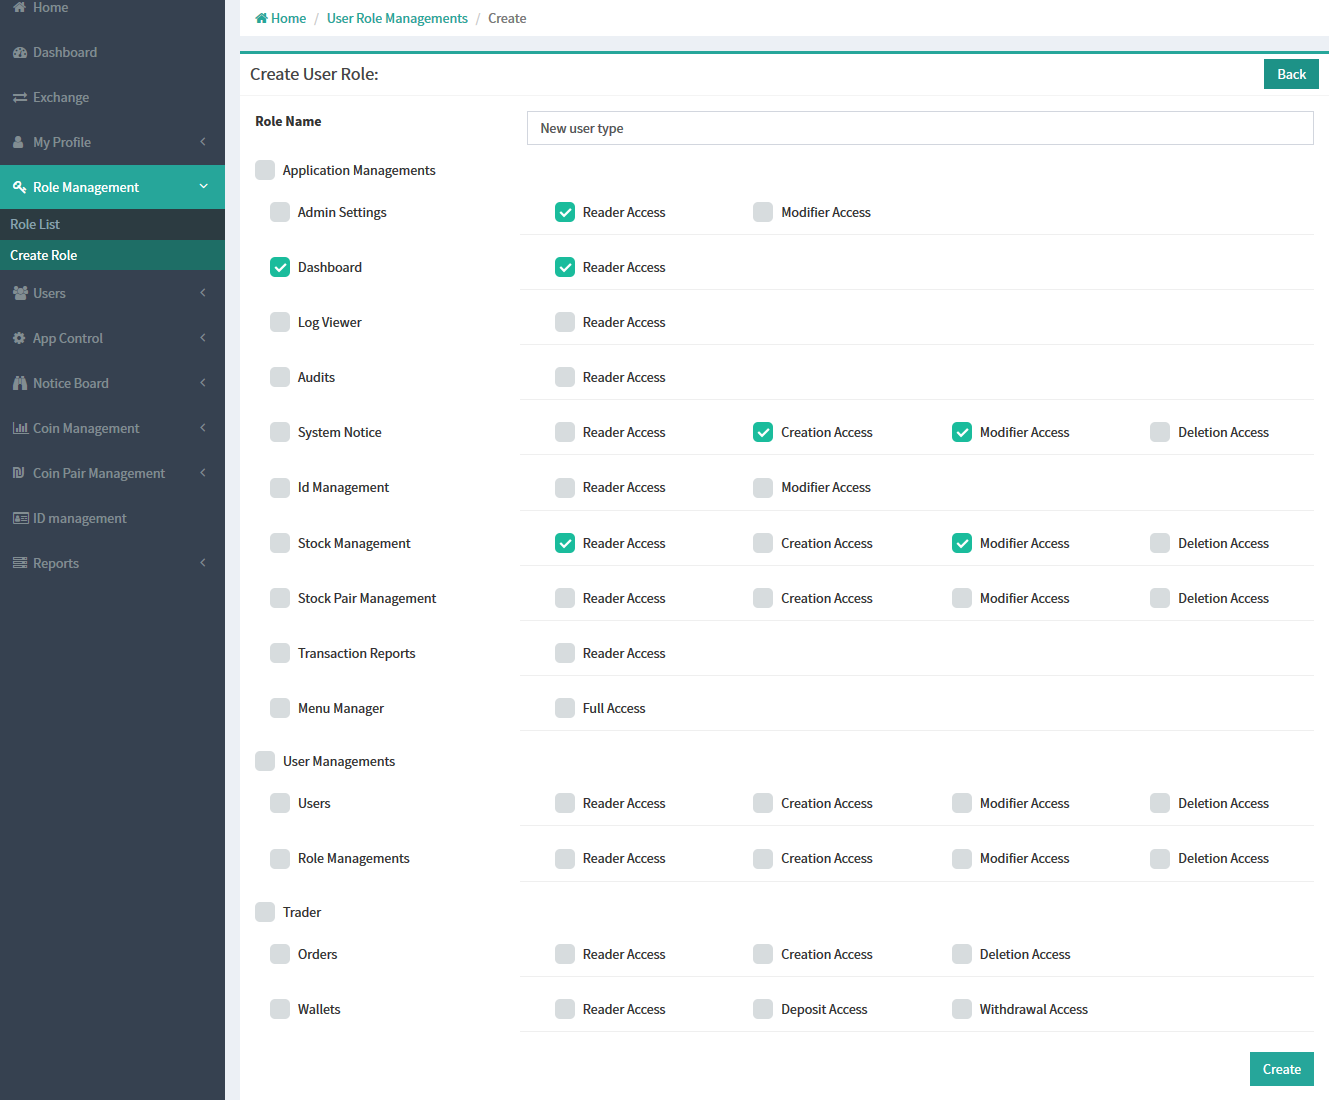 Home
Dashboard
Exchange
My Profile
Role Management
Role List
Create Role
Users
App Control
Notice Board
Coin Management
Coin Pair Management
ID management
Reports
Home / User Role Managements / Create
Create User Role:
Back
Role Name
New user type
Application Managements
Admin Settings Reader Access Modifier Access
Dashboard Reader Access
Log Viewer Reader Access
Audits Reader Access
System Notice Reader Access Creation Access Modifier Access Deletion Access
Id Management Reader Access Modifier Access
Stock Management Reader Access Creation Access Modifier Access Deletion Access
Stock Pair Management Reader Access Creation Access Modifier Access Deletion Access
Transaction Reports Reader Access
Menu Manager Full Access
User Managements
Users Reader Access Creation Access Modifier Access Deletion Access
Role Managements Reader Access Creation Access Modifier Access Deletion Access
Trader
Orders Reader Access Creation Access Deletion Access
Wallets Reader Access Deposit Access Withdrawal Access
Create